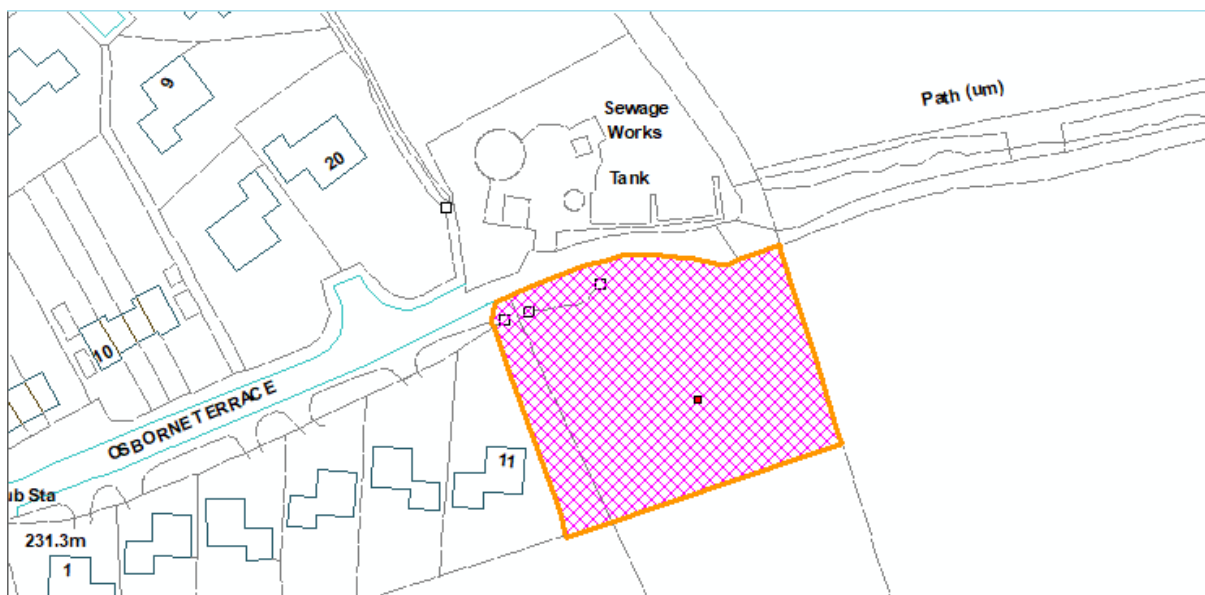 9
Path (um)
Sewage
Works
20
Tank
10
OSBORNE TERRACE
11
ub Sta
231.3m
1